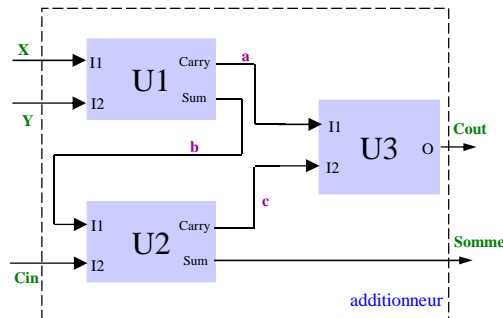 X
I1
Carry
a
U1
Sum
I2
Y
I1
Cout
U3
O
I2
b
I1
Carry
c
U2
Somme
I2
Sum
Cin
additionneur